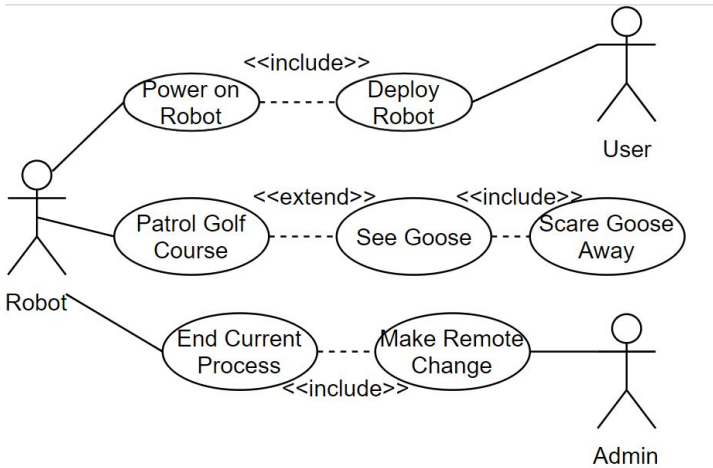 <<include>>
Power on
Robot
Deploy
Robot
User
<<extend>>
<<include>>
Patrol Golf
Course
See Goose
Scare Goose
Away
Robot
End Current
Process
Make Remote
Change
<<include>>
Admin